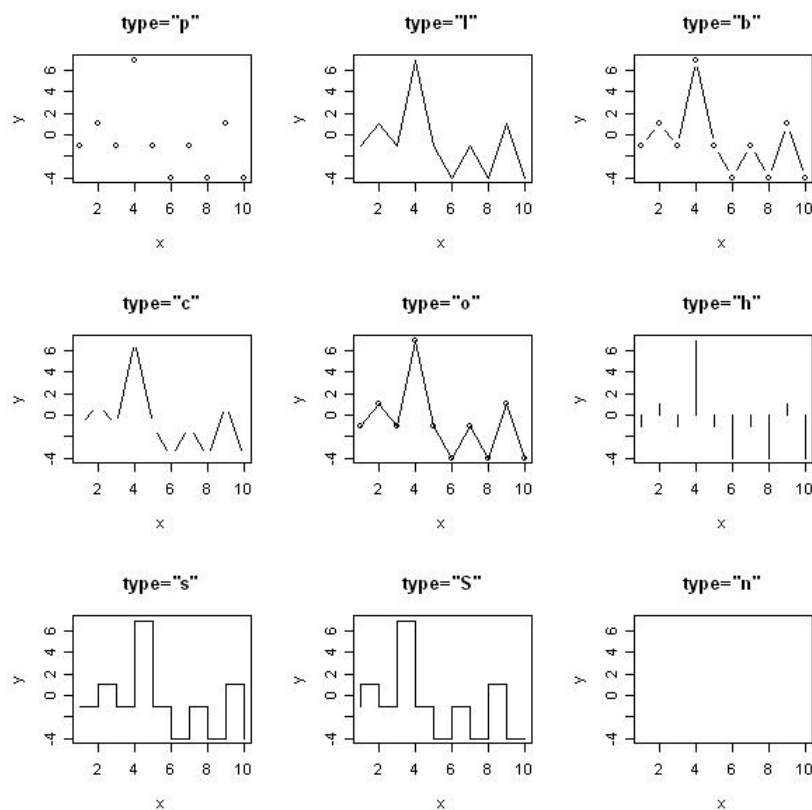 type="p"
type="l"
type="b"
y
-4 0 2 4 6
2 4 6 8 10
x
y
-4 0 2 4 6
2 4 6 8 10
x
y
-4 0 2 4 6
2 4 6 8 10
x
type="c"
type="o"
type="h"
y
-4 0 2 4 6
2 4 6 8 10
x
y
-4 0 2 4 6
2 4 6 8 10
x
y
-4 0 2 4 6
2 4 6 8 10
x
type="s"
type="S"
type="n"
y
-4 0 2 4 6
2 4 6 8 10
x
y
-4 0 2 4 6
2 4 6 8 10
x
y
-4 0 2 4 6
2 4 6 8 10
x